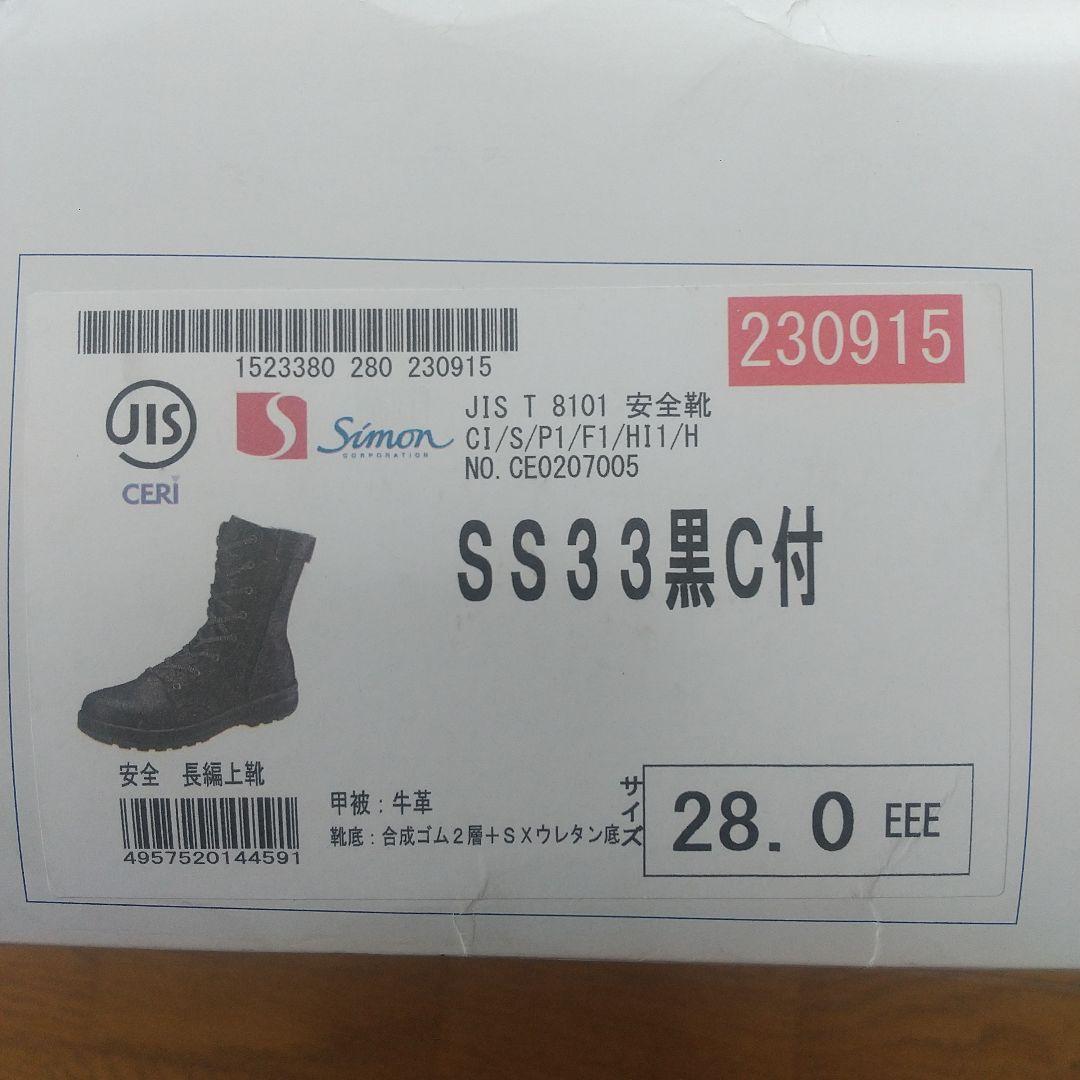 1523380 280 230915
230915
JIS
CERI
S
Simon
CORPORATION
JIS T 8101 安全靴
CI/S/P1/F1/HI1/H
NO.CE0207005
SS33黒C付
安全 長編上靴
4957520144591
甲被:牛革
靴底:合成ゴム2層+SXウレタン底
サイズ
28.0 EEE